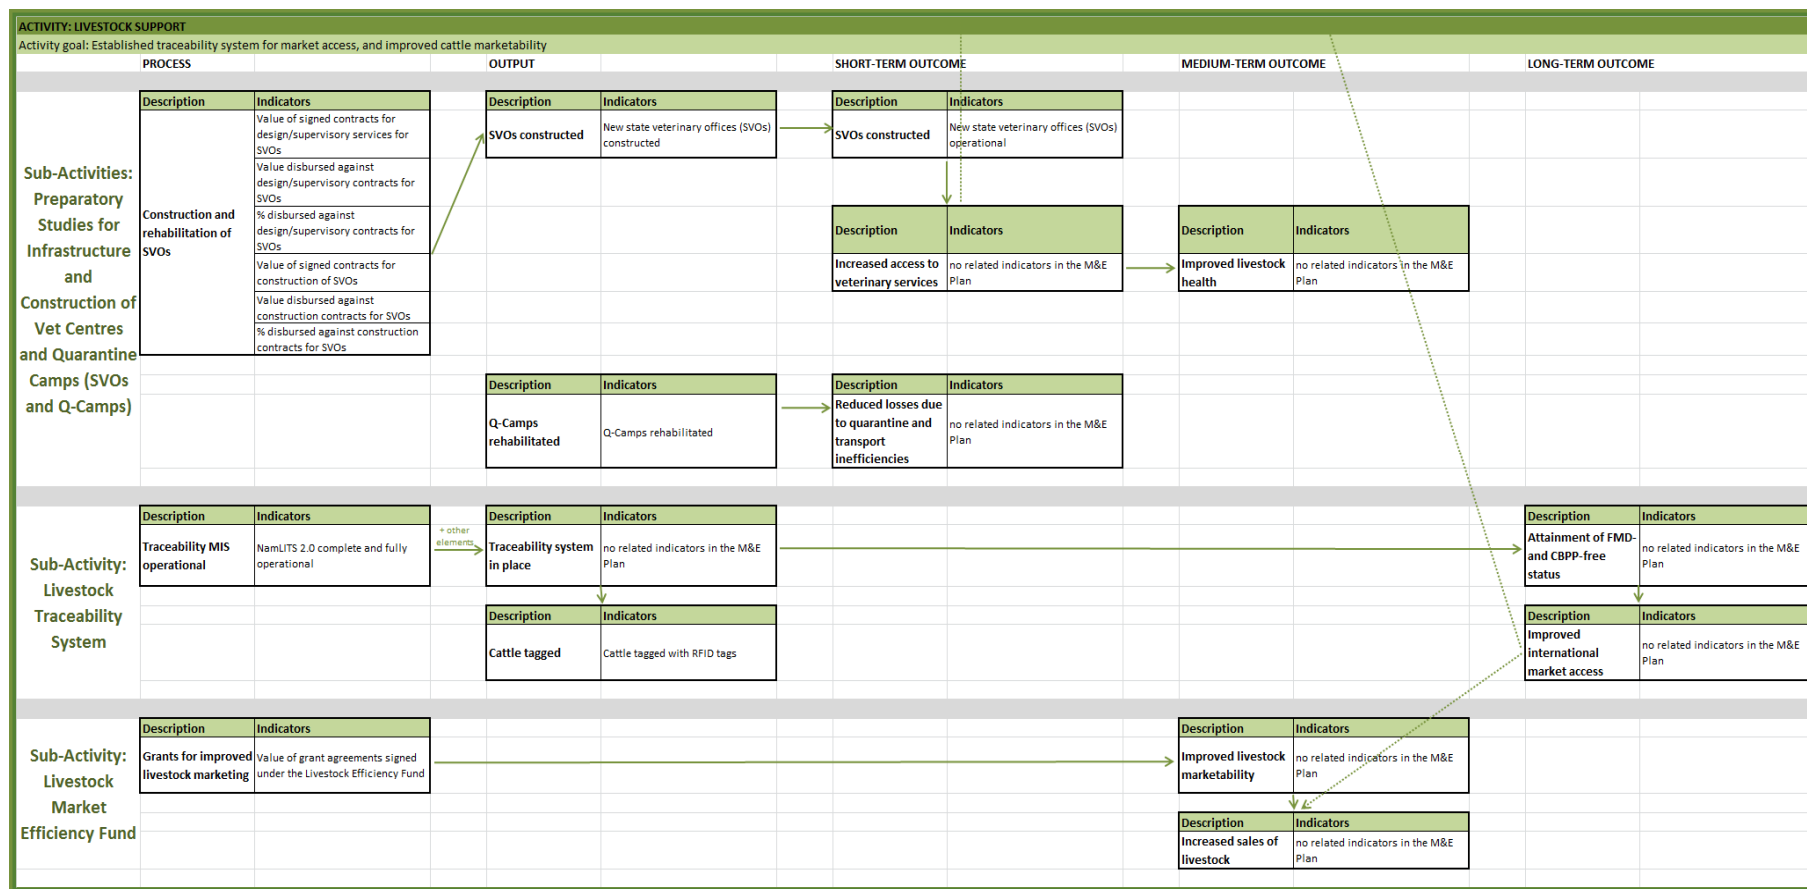 ACTIVITY: LIVESTOCK SUPPORT
Activity goal: Established traceability system for market access, and improved cattle marketability
PROCESS
OUTPUT
SHORT-TERM OUTCOME
MEDIUM-TERM OUTCOME
LONG-TERM OUTCOME
Sub-Activities:
Preparatory
Studies for
Infrastructure
and
Construction of
Vet Centres
and Quarantine
Camps (SVOs
and Q-Camps)
Description
Indicators
Construction and
rehabilitation of
SVOs
Value of signed contracts for
design/supervisory services for
SVOs
Value disbursed against
design/supervisory contracts for
SVOs
% disbursed against
design/supervisory contracts for
SVOs
Value of signed contracts for
construction of SVOs
Value disbursed against
construction contracts for SVOs
% disbursed against construction
contracts for SVOs
Description
Indicators
SVOs constructed
New state veterinary offices (SVOs)
constructed
Description
Indicators
SVOs constructed
New state veterinary offices (SVOs)
operational
Description
Indicators
Increased access to
veterinary services
no related indicators in the M&E
Plan
Description
Indicators
Improved livestock
health
no related indicators in the M&E
Plan
Description
Indicators
Q-Camps
rehabilitated
Q-Camps rehabilitated
Description
Indicators
Reduced losses due
to quarantine and
transport
inefficiencies
no related indicators in the M&E
Plan
Sub-Activity:
Livestock
Traceability
System
Description
Indicators
Traceability MIS
operational
NamLITS 2.0 complete and fully
operational
+ other
elements
Description
Indicators
Traceability system
in place
no related indicators in the M&E
Plan
Description
Indicators
Attainment of FMD-
and CBPP-free
status
no related indicators in the M&E
Plan
Description
Indicators
Cattle tagged
Cattle tagged with RFID tags
Description
Indicators
Improved
international
market access
no related indicators in the M&E
Plan
Sub-Activity:
Livestock
Market
Efficiency Fund
Description
Indicators
Grants for improved
livestock marketing
Value of grant agreements signed
under the Livestock Efficiency Fund
Description
Indicators
Improved livestock
marketability
no related indicators in the M&E
Plan
Description
Indicators
Increased sales of
livestock
no related indicators in the M&E
Plan